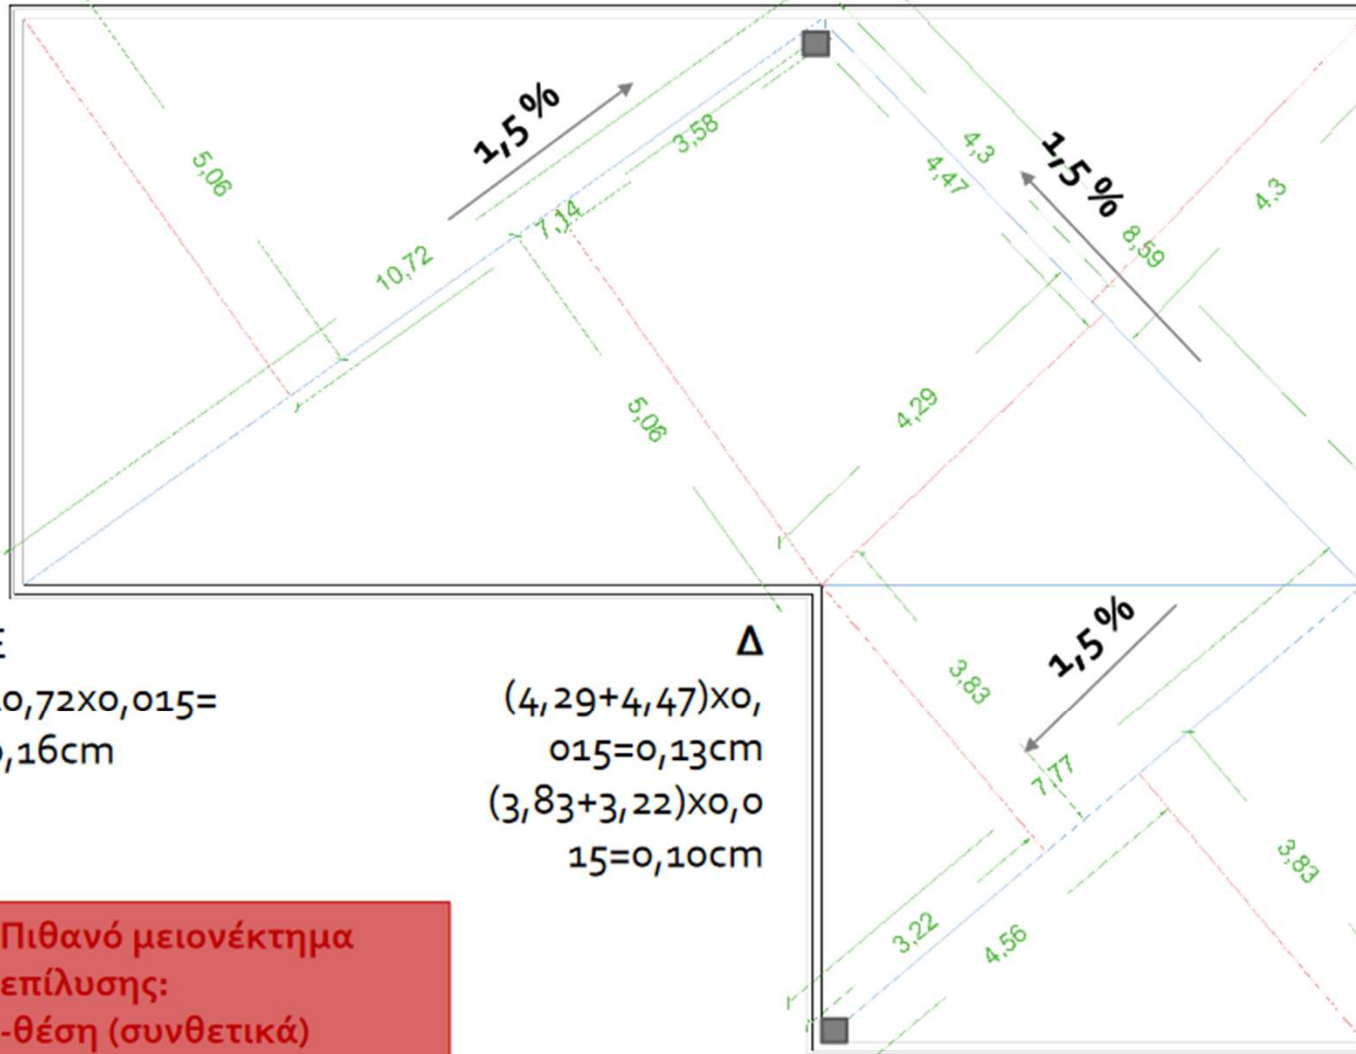 1,5 %
3,58
5,06
7,14
10,72
4,3
4,47
1,5 %
8,59
4,3
5,06
4,29
Δ
,72x0,015=
,16cm
(4,29+4,47)x0,
015=0,13cm
(3,83+3,22)x0,0
15=0,10cm
1,5 %
3,83
7,77
3,83
3,22
4,56
Πιθανό μειονέκτημα
επίλυσης:
-θέση (συνθετικά)